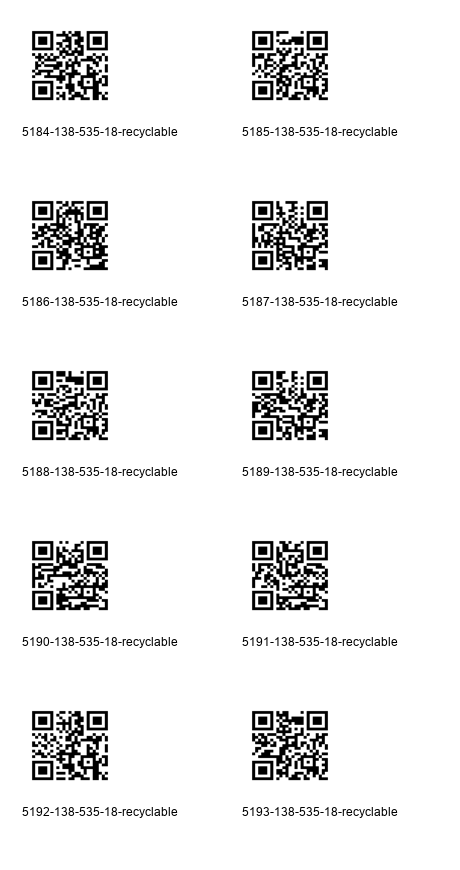 5184-138-535-18-recyclable
5185-138-535-18-recyclable
5186-138-535-18-recyclable
5187-138-535-18-recyclable
5188-138-535-18-recyclable
5189-138-535-18-recyclable
5190-138-535-18-recyclable
5191-138-535-18-recyclable
5192-138-535-18-recyclable
5193-138-535-18-recyclable